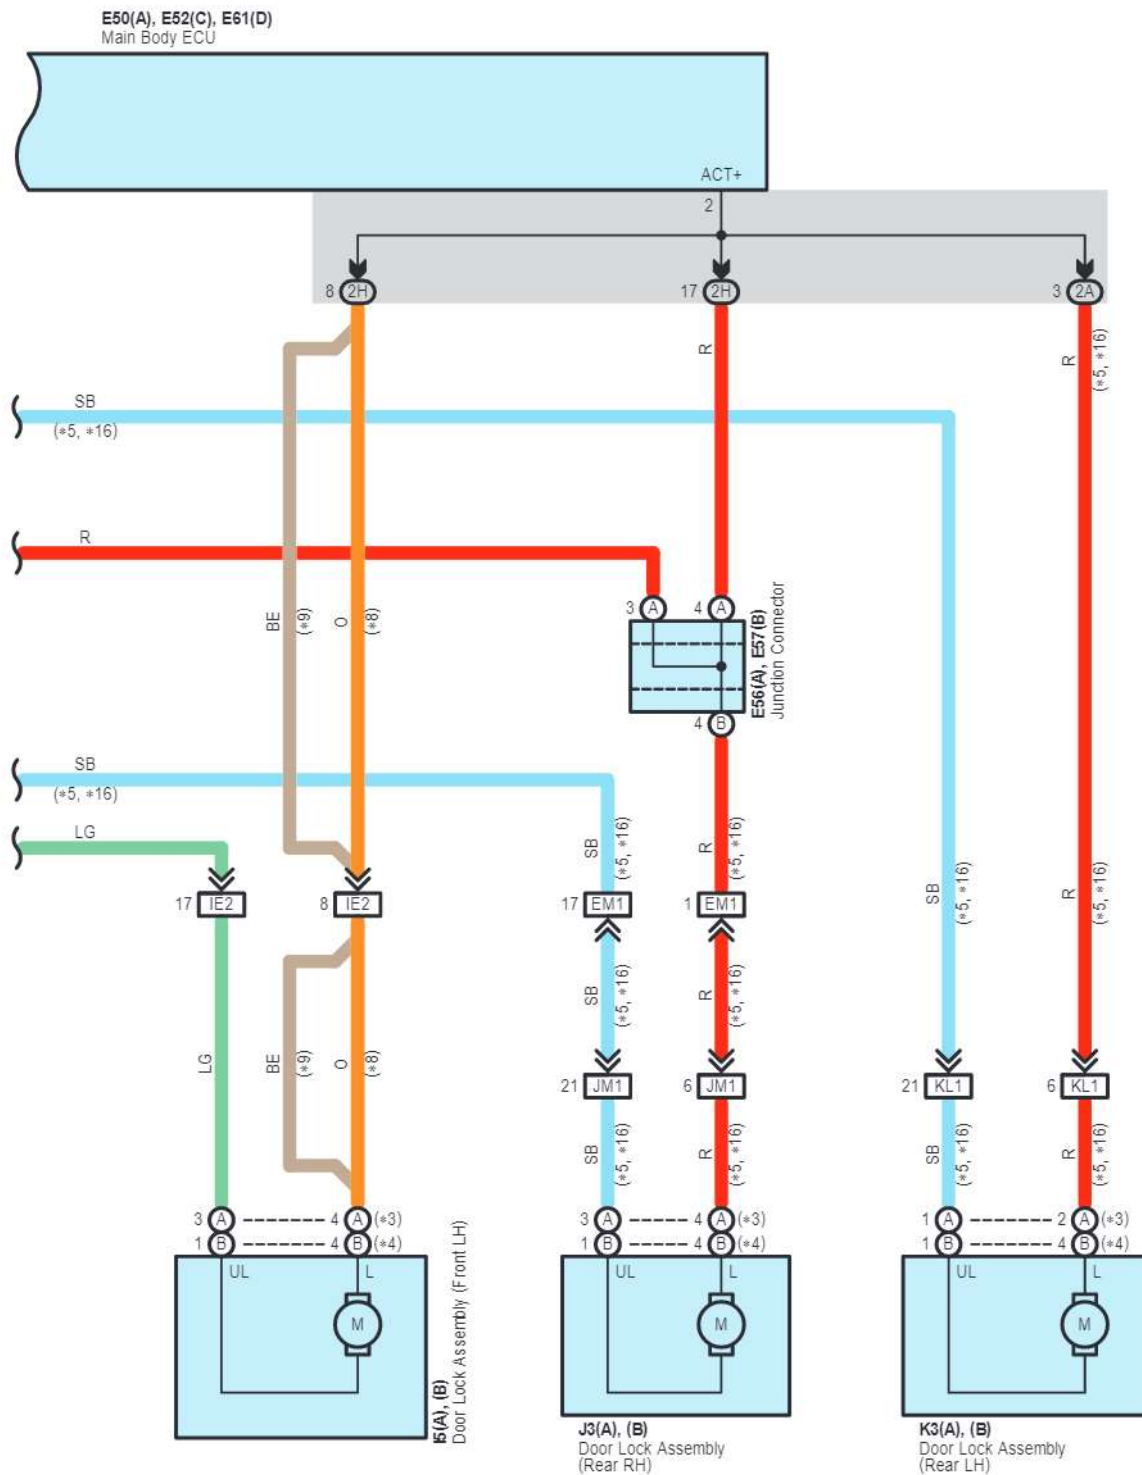 E50(A), E52(C), E61(D)
Main Body ECU
ACT+
2
8 2H
17 2H
3 2A
R
R
(*5, *16)
SB
(*5, *16)
R
BE
(*9)
O
(*8)
3 A
4 A
E56(A), E57(B)
Junction Connector
4 B
SB
(*5, *16)
LG
SB
(*5, *16)
R
(*5, *16)
SB
(*5, *16)
R
(*5, *16)
17 IE2
8 IE2
17 EM1
1 EM1
LG
BE
(*9)
O
(*8)
SB
(*5, *16)
R
(*5, *16)
21 JM1
6 JM1
21 KL1
6 KL1
SB
(*5, *16)
R
(*5, *16)
SB
(*5, *16)
R
(*5, *16)
3 A 4 A (*3)
1 B 4 B (*4)
3 A 4 A (*3)
1 B 4 B (*4)
1 A 2 A (*3)
1 B 4 B (*4)
UL L
M
UL L
M
UL L
M
I5(A), (B)
Door Lock Assembly (Front LH)
J3(A), (B)
Door Lock Assembly
(Rear RH)
K3(A), (B)
Door Lock Assembly
(Rear LH)